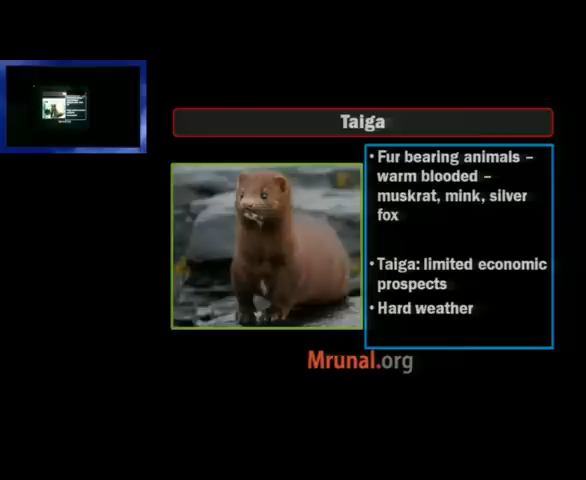 Taiga
• Fur bearing animals –
warm blooded –
muskrat, mink, silver
fox
• Taiga: limited economic
prospects
• Hard weather
Mrunal.org